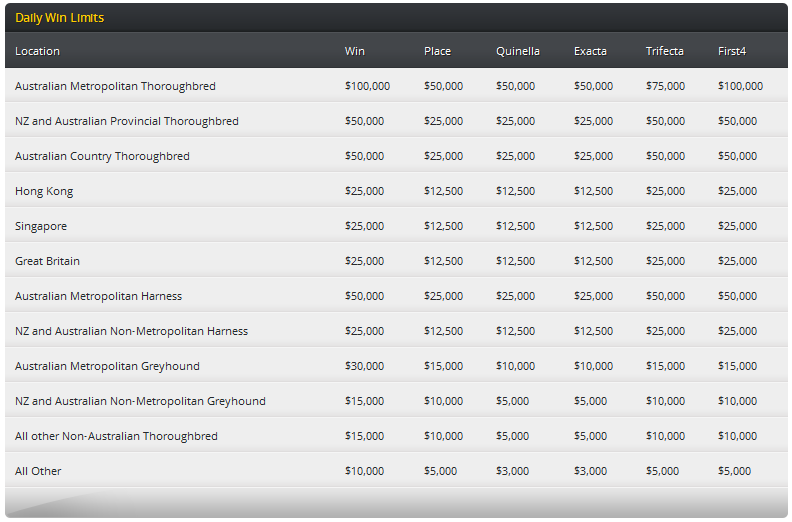 Daily Win Limits
Location Win Place Quinella Exacta Trifecta First4
Australian Metropolitan Thoroughbred $100,000 $50,000 $50,000 $50,000 $75,000 $100,000
NZ and Australian Provincial Thoroughbred $50,000 $25,000 $25,000 $25,000 $50,000 $50,000
Australian Country Thoroughbred $50,000 $25,000 $25,000 $25,000 $50,000 $50,000
Hong Kong $25,000 $12,500 $12,500 $12,500 $25,000 $25,000
Singapore $25,000 $12,500 $12,500 $12,500 $25,000 $25,000
Great Britain $25,000 $12,500 $12,500 $12,500 $25,000 $25,000
Australian Metropolitan Harness $50,000 $25,000 $25,000 $25,000 $50,000 $50,000
NZ and Australian Non-Metropolitan Harness $25,000 $12,500 $12,500 $12,500 $25,000 $25,000
Australian Metropolitan Greyhound $30,000 $15,000 $10,000 $10,000 $15,000 $15,000
NZ and Australian Non-Metropolitan Greyhound $15,000 $10,000 $5,000 $5,000 $10,000 $10,000
All other Non-Australian Thoroughbred $15,000 $10,000 $5,000 $5,000 $10,000 $10,000
All Other $10,000 $5,000 $3,000 $3,000 $5,000 $5,000